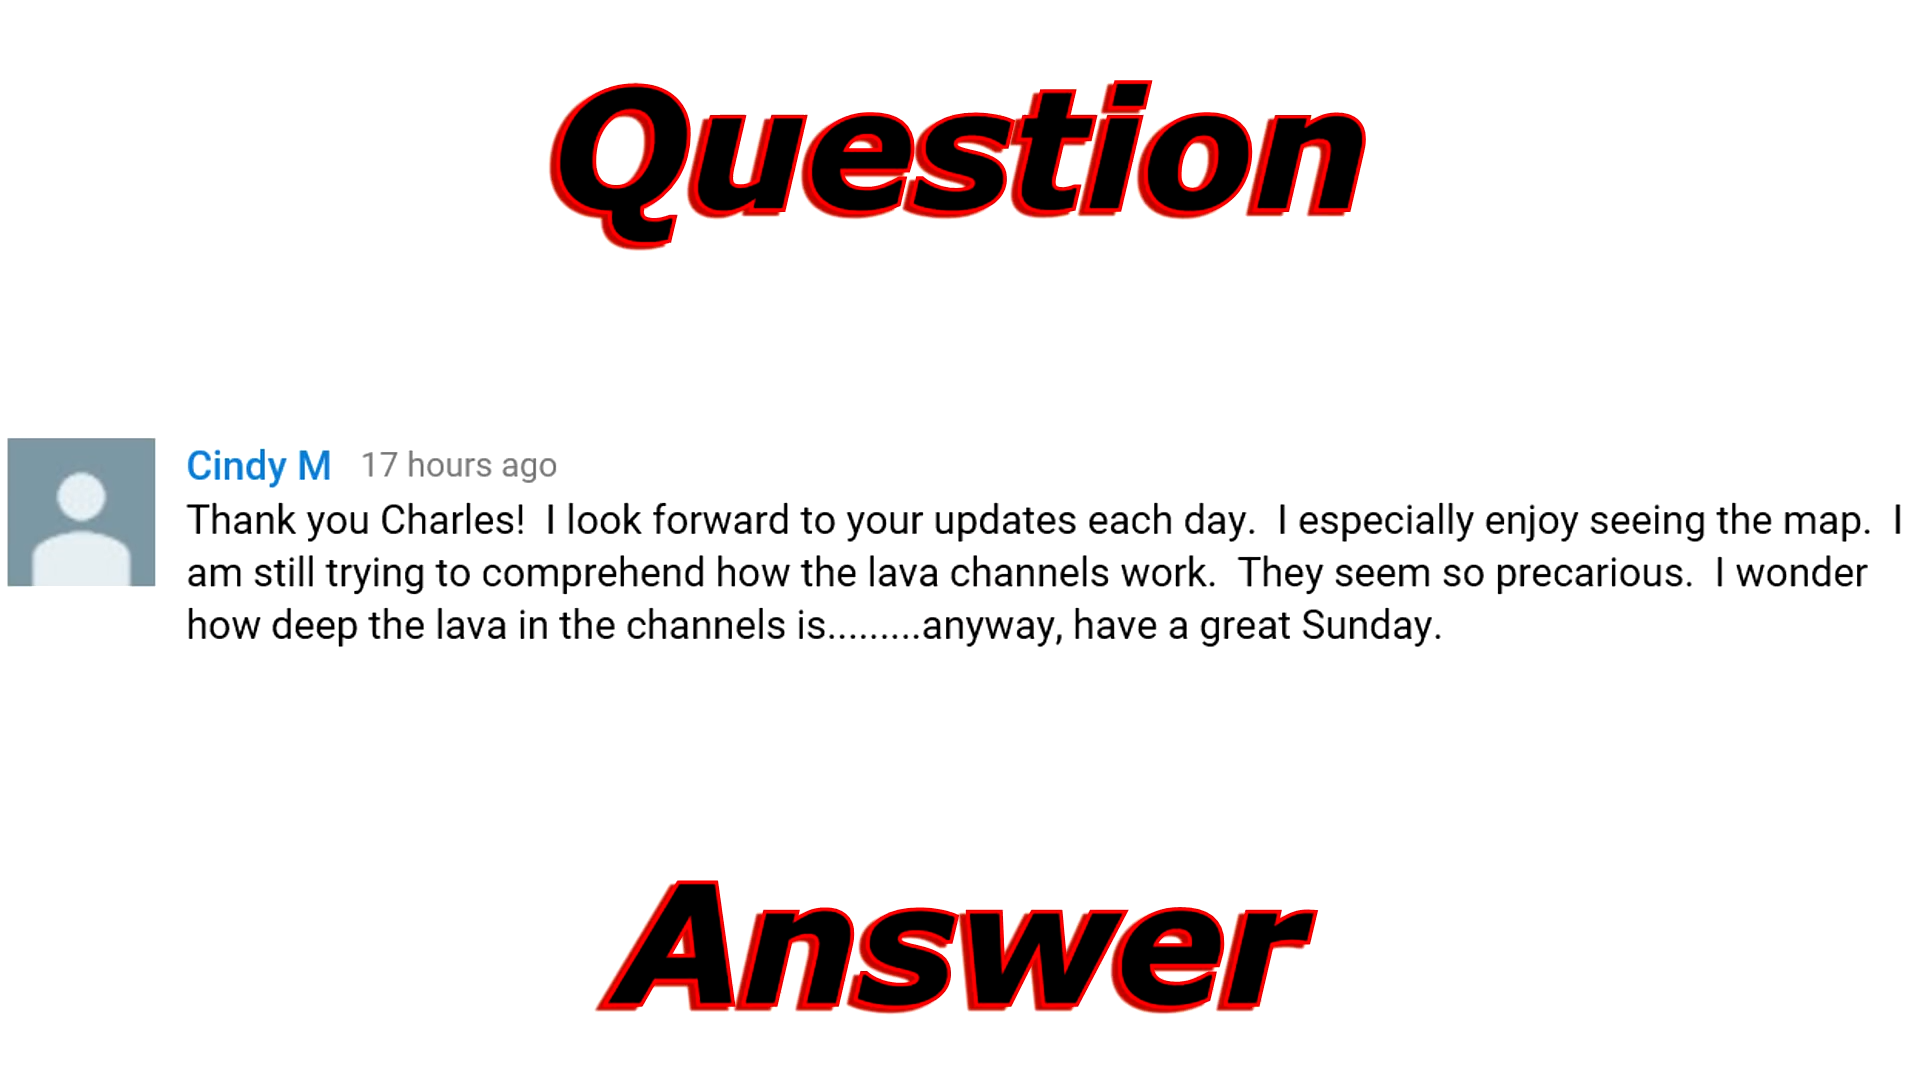 Question
Cindy M 17 hours ago
Thank you Charles!  I look forward to your updates each day.  I especially enjoy seeing the map.  I
am still trying to comprehend how the lava channels work.  They seem so precarious.  I wonder
how deep the lava in the channels is.........anyway, have a great Sunday.
Answer